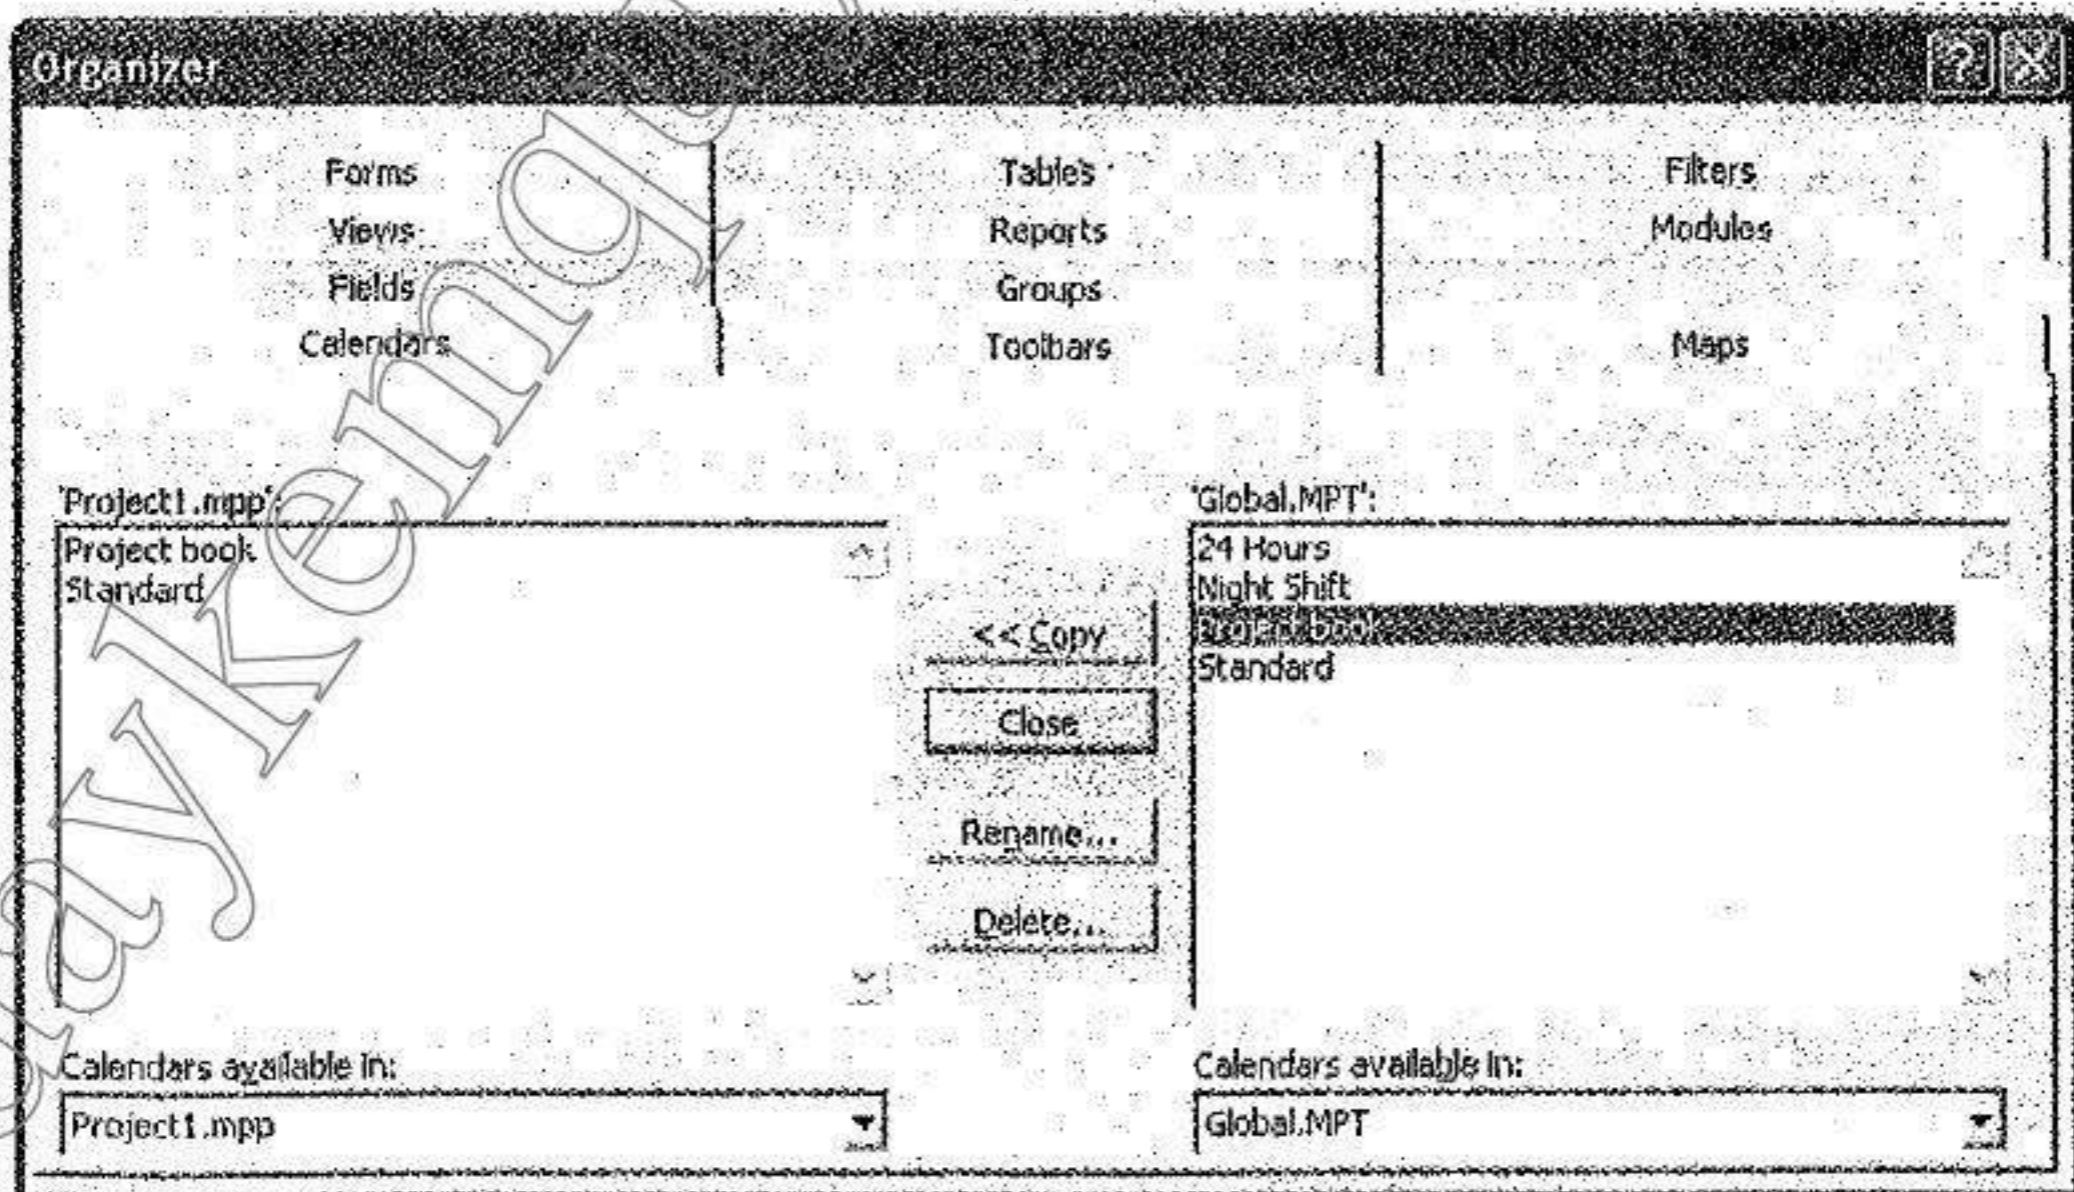 Organizer
Forms Tables Filters
Views Reports Modules
Fields Groups
Calendars Toolbars Maps
'Project1.mpp': 'Global.MPT':
Project book 24 Hours
Standard Night Shift
<< Copy Project book
Standard
Close
Rename...
Delete...
Calendars available in: Calendars available in:
Project1.mpp Global.MPT